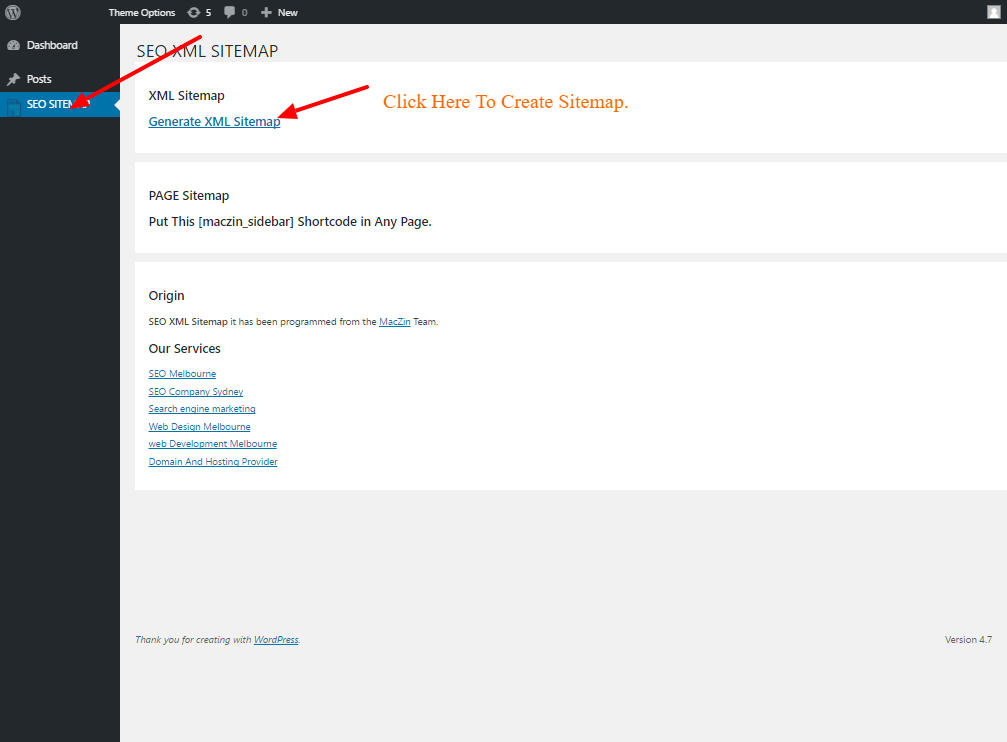 Theme Options 5 0 New
Dashboard
Posts
SEO SITEMAP
SEO XML SITEMAP
XML Sitemap
Generate XML Sitemap
Click Here To Create Sitemap.
PAGE Sitemap
Put This [maczin_sidebar] Shortcode in Any Page.
Origin
SEO XML Sitemap it has been programmed from the MacZin Team.
Our Services
SEO Melbourne
SEO Company Sydney
Search engine marketing
Web Design Melbourne
web Development Melbourne
Domain And Hosting Provider
Thank you for creating with WordPress.
Version 4.7